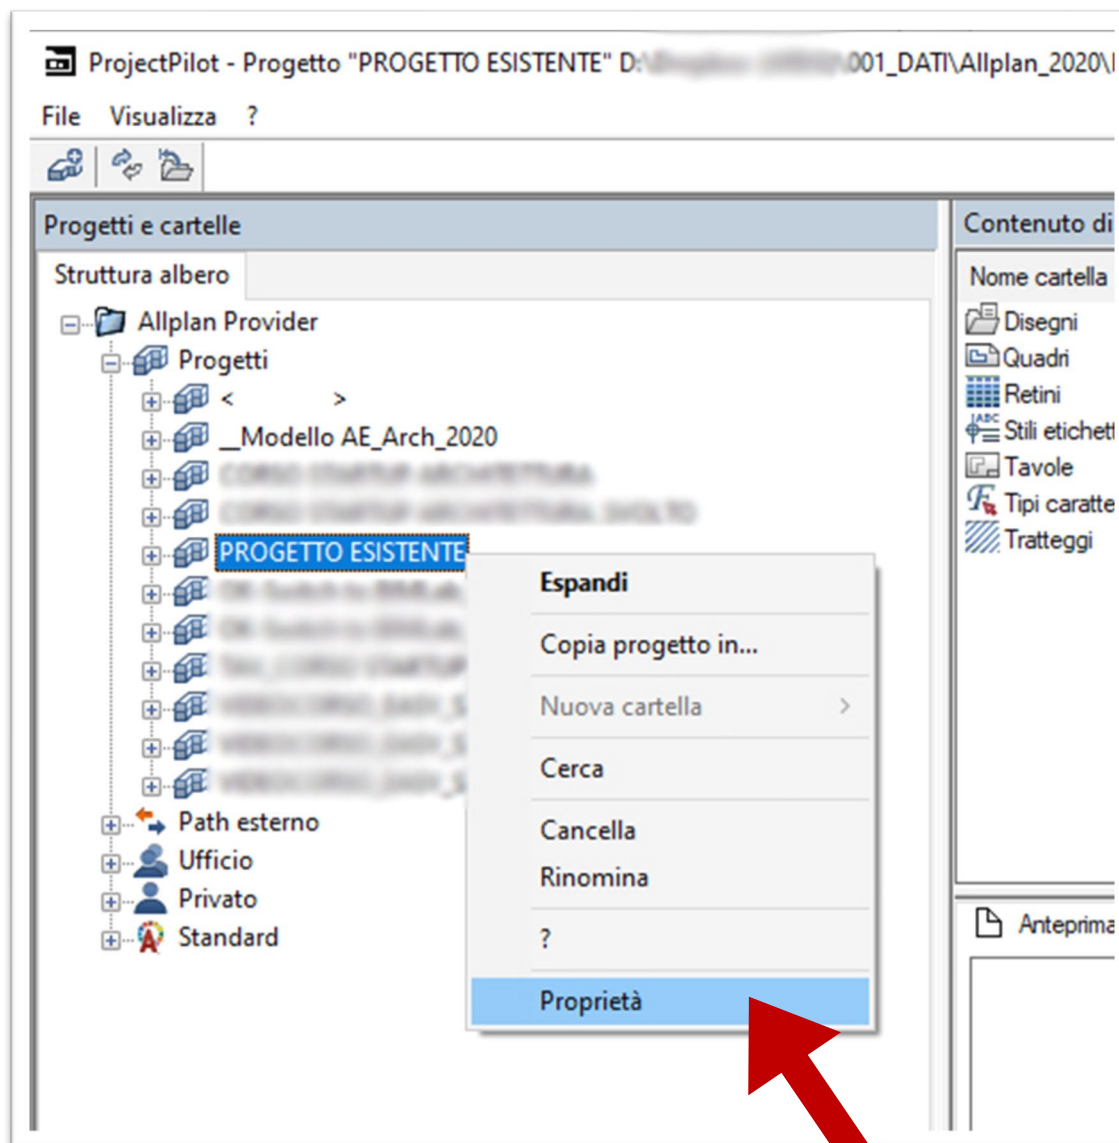 ProjectPilot - Progetto "PROGETTO ESISTENTE" D:\ 001_DATI\Allplan_2020\
File Visualizza ?
Progetti e cartelle
Struttura albero
Allplan Provider
Progetti
< >
__Modello AE_Arch_2020
PROGETTO ESISTENTE
Path esterno
Ufficio
Privato
Standard
Espandi
Copia progetto in...
Nuova cartella >
Cerca
Cancella
Rinomina
?
Proprietà
Contenuto di
Nome cartella
Disegni
Quadri
Retini
Stili etichett
Tavole
Tipi caratte
Tratteggi
Anteprima